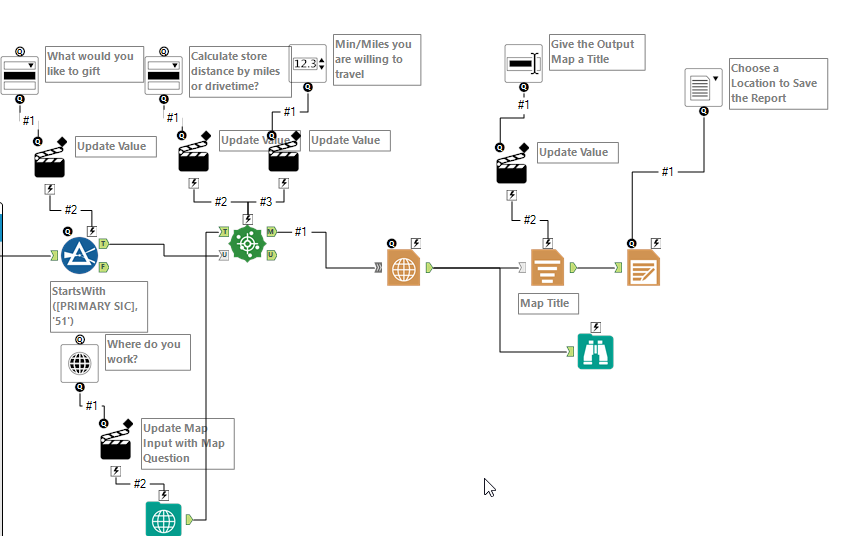 What would you
like to gift
Calculate store
distance by miles
or drivetime?
12.3
Min/Miles you
are willing to
travel
Give the Output
Map a Title
Choose a
Location to Save
the Report
Q
Q
Q
Q
Q
Q
Q
#1
#1
#1
#1
#1
Q
Update Value
Q
Update Value
Q
Update Value
Q
Update Value
#2
#2
#3
#2
Q
T
F
T
U
M
U
#1
Q
Q
StartsWith
([PRIMARY SIC],
'51')
Map Title
Q
Where do you
work?
Q
#1
Q
Update Map
Input with Map
Question
#2